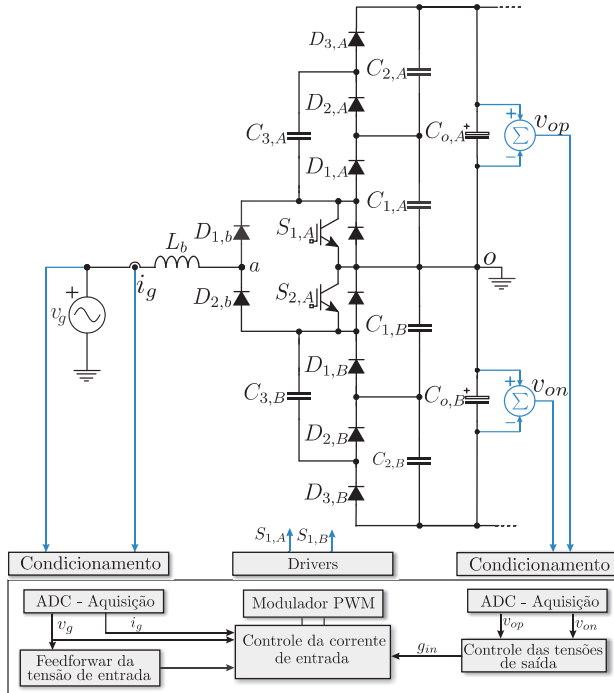 D3,A
C2,A
D2,A
C3,A
Co,A
+
+
−
Σ
vop
D1,A
C1,A
D1,b
S1,A
Lb
a
o
ig
D2,b
S2,A
+
vg
C1,B
D1,B
C3,B
Co,B
+
+
−
Σ
von
D2,B
C2,B
D3,B
S1,A
S1,B
Condicionamento
Drivers
Condicionamento
ADC - Aquisição
Modulador PWM
ADC - Aquisição
vg
ig
vop
von
Controle da corrente
de entrada
gin
Feedforwar da
tensão de entrada
Controle das tensões
de saída